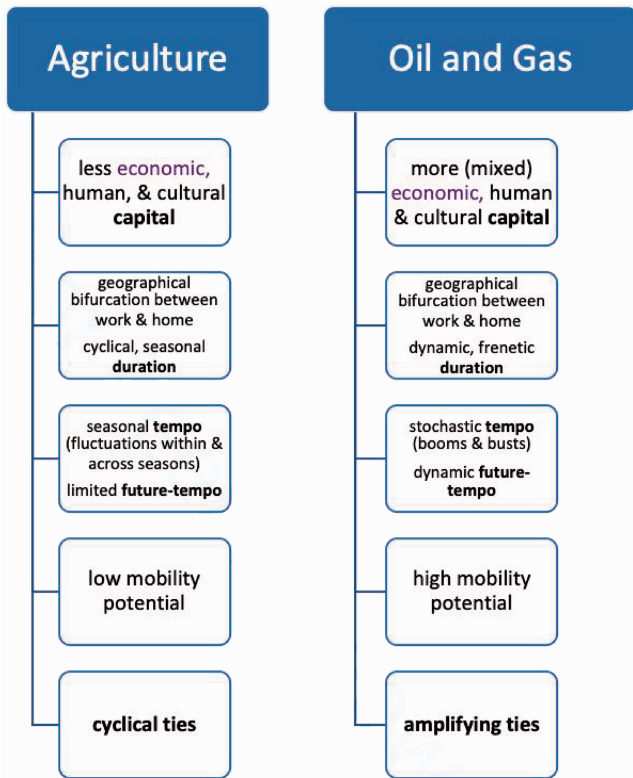 Agriculture
less economic,
human, & cultural
capital
geographical
bifurcation between
work & home
cyclical, seasonal
duration
seasonal tempo
(fluctuations within &
across seasons)
limited future-tempo
low mobility
potential
cyclical ties
Oil and Gas
more (mixed)
economic, human
& cultural capital
geographical
bifurcation between
work & home
dynamic, frenetic
duration
stochastic tempo
(booms & busts)
dynamic future-
tempo
high mobility
potential
amplifying ties